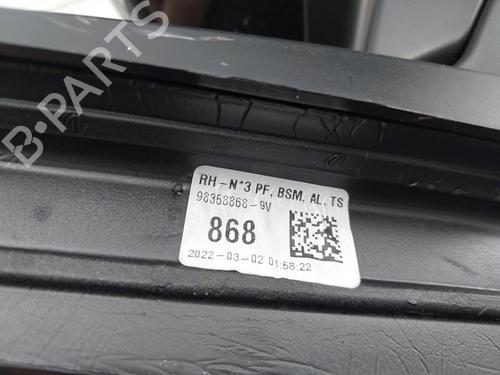 B-PARTS
RH-N*3 PF, BSM, AL, TS
98358868-9V
868
2022-03-02 01:58:22